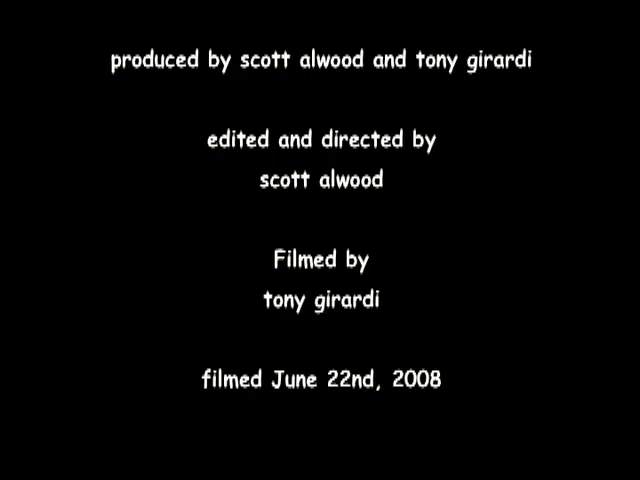 produced by scott alwood and tony girardi
edited and directed by
scott alwood
Filmed by
tony girardi
filmed June 22nd, 2008